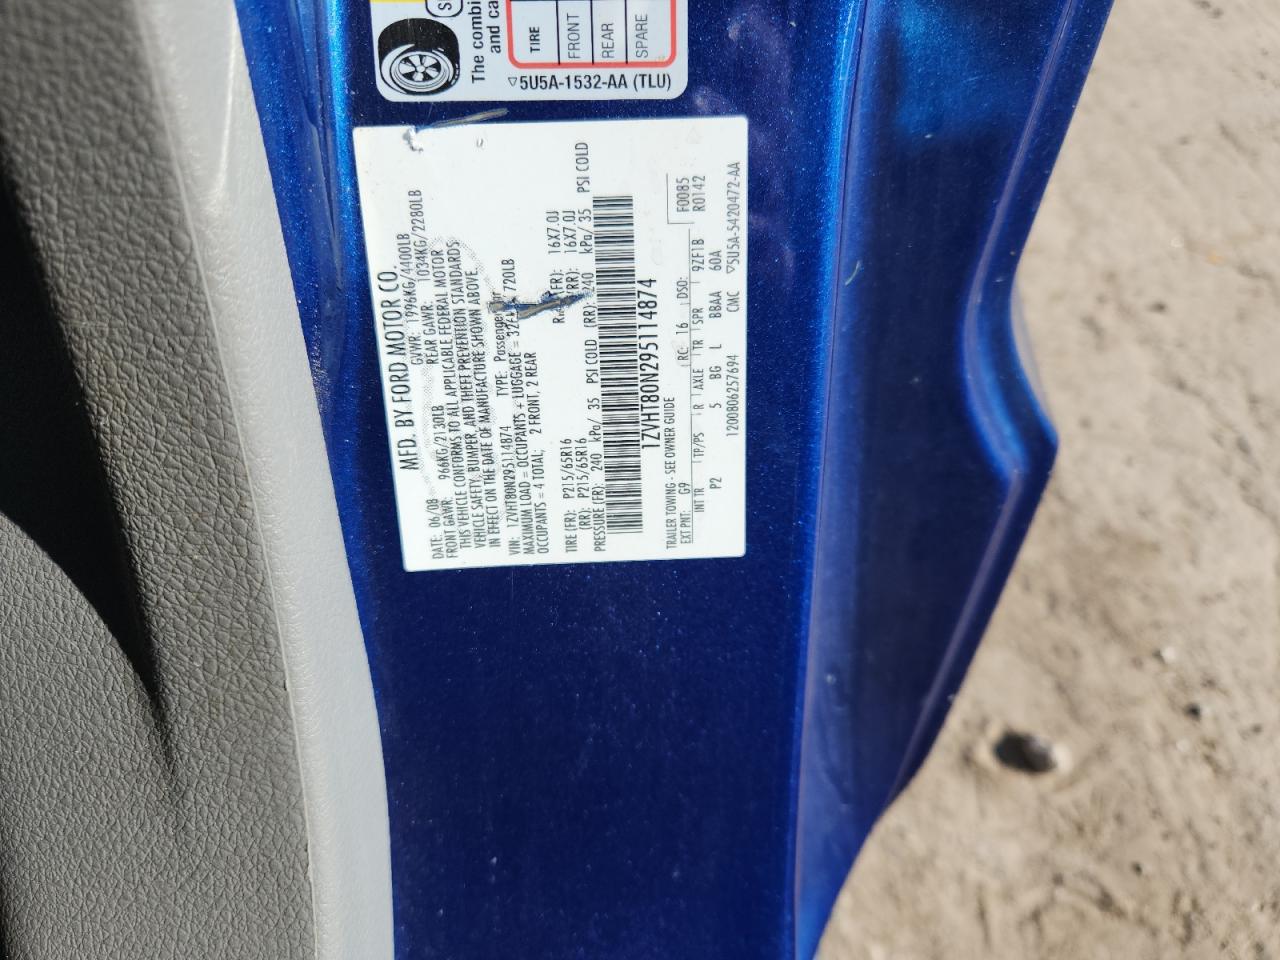 The combi
and ca
TIRE
FRONT
REAR
SPARE
▽5U5A-1532-AA (TLU)
MFD. BY FORD MOTOR CO.
DATE: 06/08 GVWR: 1996KG/4400LB
FRONT GAWR: 966KG/2130LB REAR GAWR: 1034KG/2280LB
THIS VEHICLE CONFORMS TO ALL APPLICABLE FEDERAL MOTOR
VEHICLE SAFETY, BUMPER, AND THEFT PREVENTION STANDARDS
IN EFFECT ON THE DATE OF MANUFACTURE SHOWN ABOVE.
VIN: 1ZVHT80N295114874 TYPE: Passenger
MAXIMUM LOAD = OCCUPANTS + LUGGAGE = 720LB
OCCUPANTS = 4 TOTAL; 2 FRONT, 2 REAR
TIRE (FR): P215/65R16 (FR): 16X7.0J
(RR): P215/65R16 (RR): 16X7.0J
PRESSURE (FR): 240 kPa/ 35 PSI COLD (RR): 240 kPa/ 35 PSI COLD
1ZVHT80N295114874
TRAILER TOWING - SEE OWNER GUIDE
EXT PNT: G9 RC: 16 DSO: F0085
R0142
INT TR TP/PS R AXLE TR SPR 9ZF1B
P2 5 BG L BBAA 60A
1200806257694 CMC ▽5U5A-5420472-AA